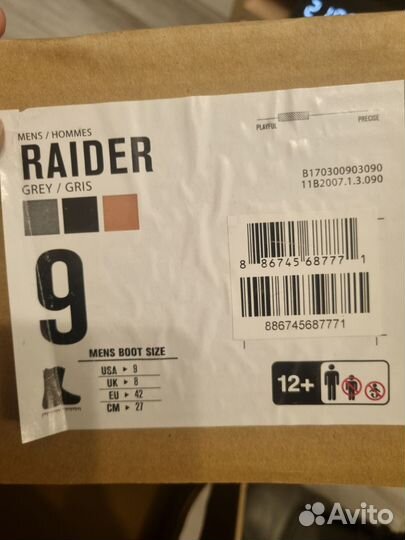 MENS / HOMMES
RAIDER
GREY / GRIS
PLAYFUL PRECISE
B170300903090
11B2007.1.3.090
9
8 86745 68777 1
886745687771
MENS BOOT SIZE
USA ▸ 9
UK ▸ 8
EU ▸ 42
CM ▸ 27
12+
Avito